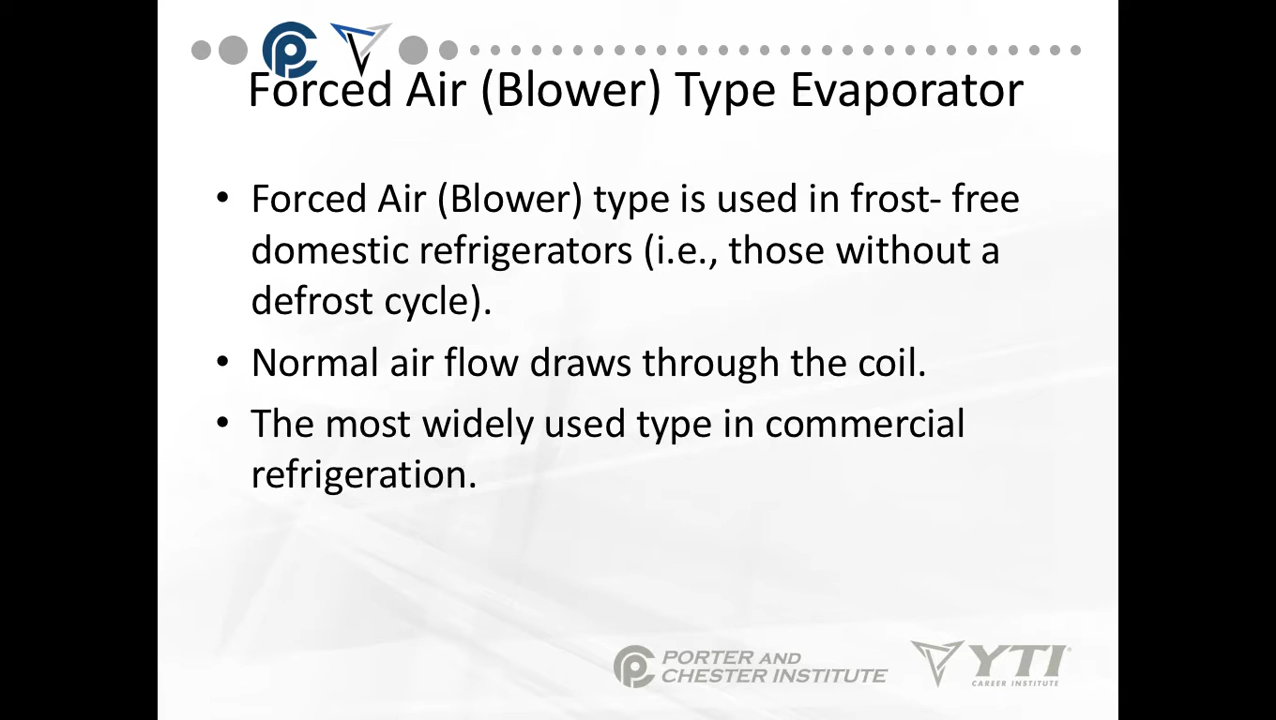 Forced Air (Blower) Type Evaporator
• Forced Air (Blower) type is used in frost- free
domestic refrigerators (i.e., those without a
defrost cycle).
• Normal air flow draws through the coil.
• The most widely used type in commercial
refrigeration.
PORTER AND
CHESTER INSTITUTE
YTI
CAREER INSTITUTE